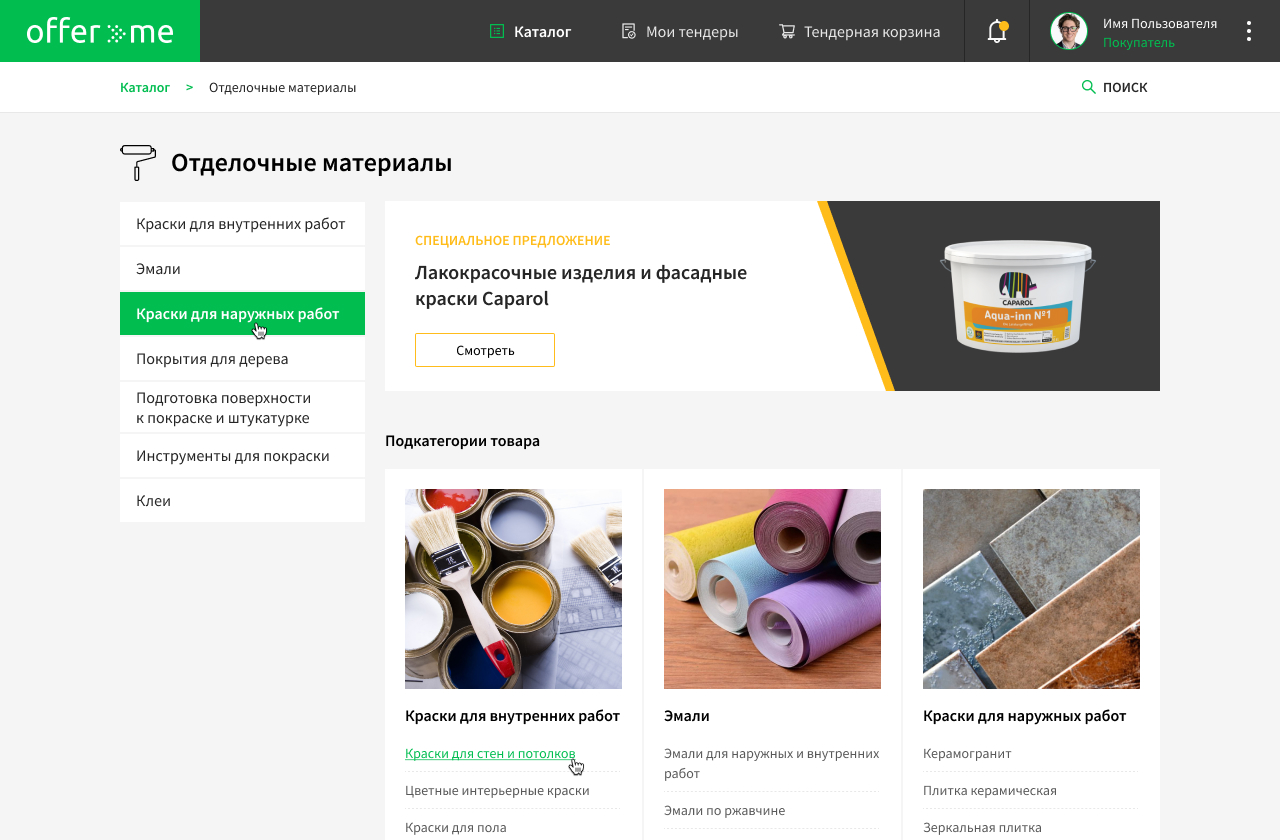 offer me
Каталог
Мои тендеры
Тендерная корзина
Имя Пользователя
Покупатель
Каталог > Отделочные материалы
ПОИСК
Отделочные материалы
Краски для внутренних работ
Эмали
Краски для наружных работ
Покрытия для дерева
Подготовка поверхности
к покраске и штукатурке
Инструменты для покраски
Клеи
СПЕЦИАЛЬНОЕ ПРЕДЛОЖЕНИЕ
Лакокрасочные изделия и фасадные
краски Caparol
Смотреть
CAPAROL
Aqua-inn Nº1
Подкатегории товара
Краски для внутренних работ
Краски для стен и потолков
Цветные интерьерные краски
Краски для пола
Эмали
Эмали для наружных и внутренних
работ
Эмали по ржавчине
Краски для наружных работ
Керамогранит
Плитка керамическая
Зеркальная плитка